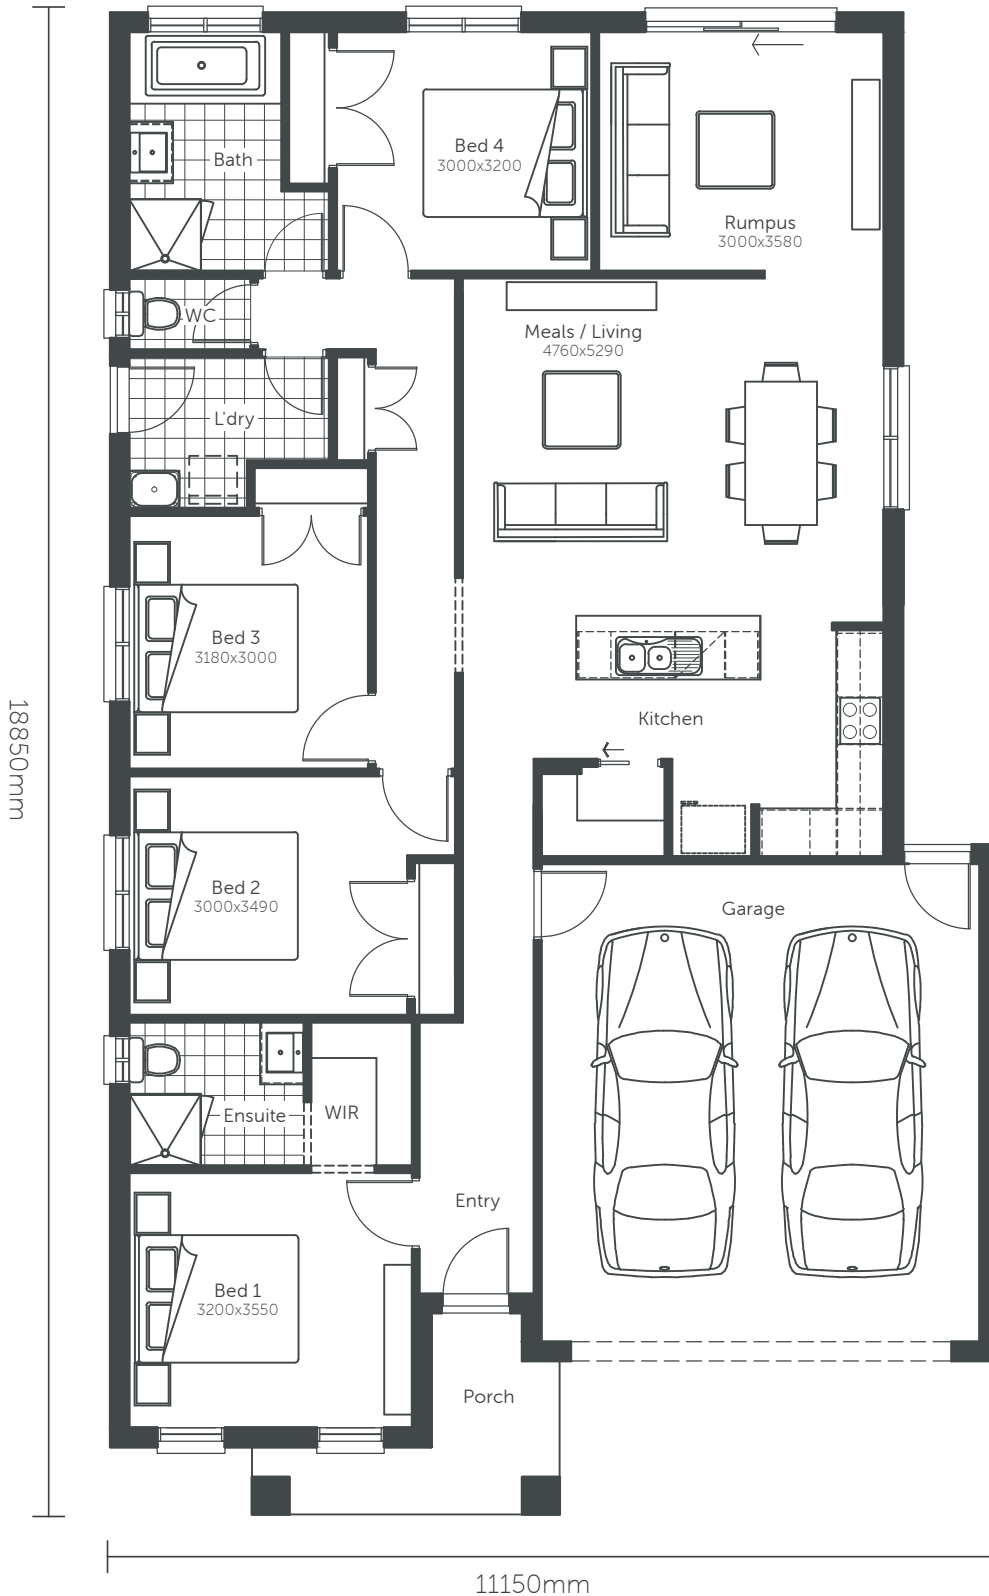 Bath
Bed 4
3000x3200
Rumpus
3000x3580
WC
Meals / Living
4760x5290
L'dry
Bed 3
3180x3000
Kitchen
18850mm
Bed 2
3000x3490
Garage
Ensuite
WIR
Entry
Bed 1
3200x3550
Porch
11150mm